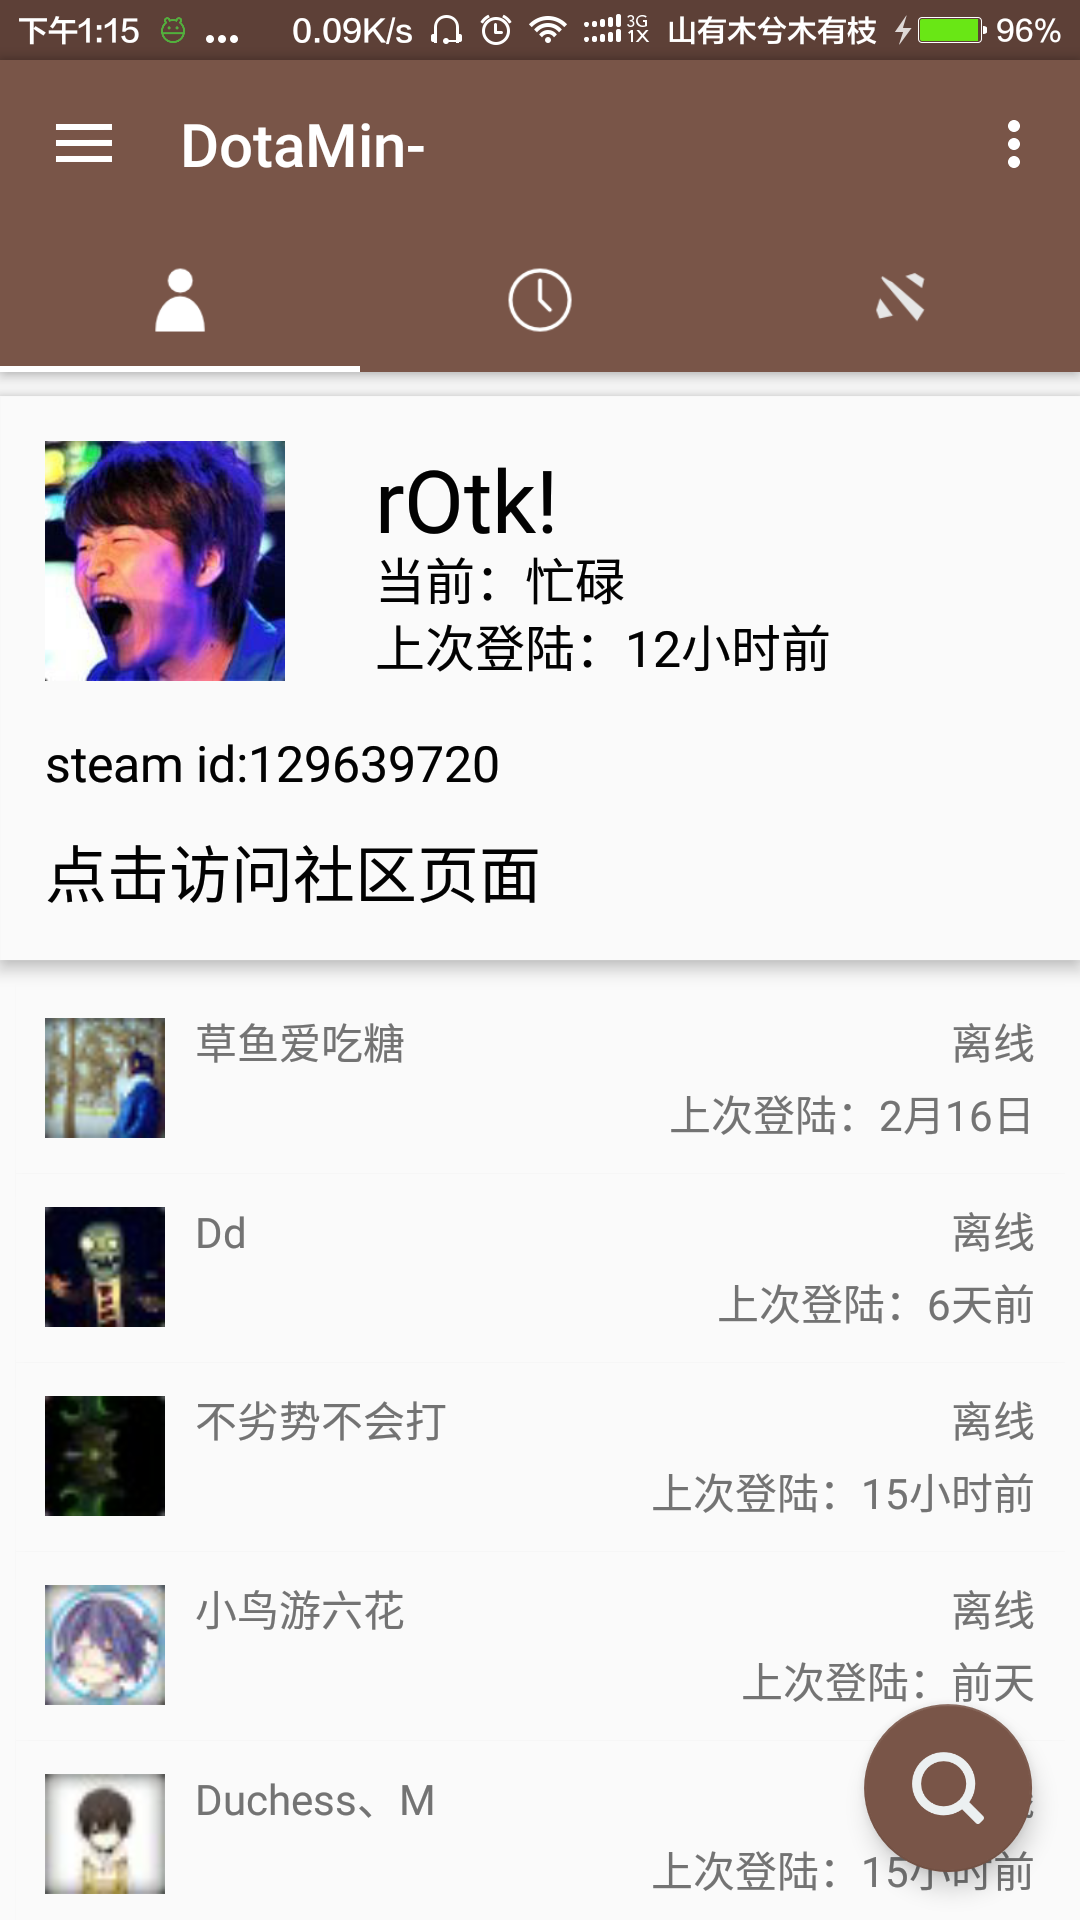 下午1:15 ... 0.09K/s 3G 1X 山有木兮木有枝 96%
DotaMin-
rOtk!
当前：忙碌
上次登陆：12小时前
steam id:129639720
点击访问社区页面
草鱼爱吃糖 离线
上次登陆：2月16日
Dd 离线
上次登陆：6天前
不劣势不会打 离线
上次登陆：15小时前
小鸟游六花 离线
上次登陆：前天
Duchess、M
上次登陆：15小时前